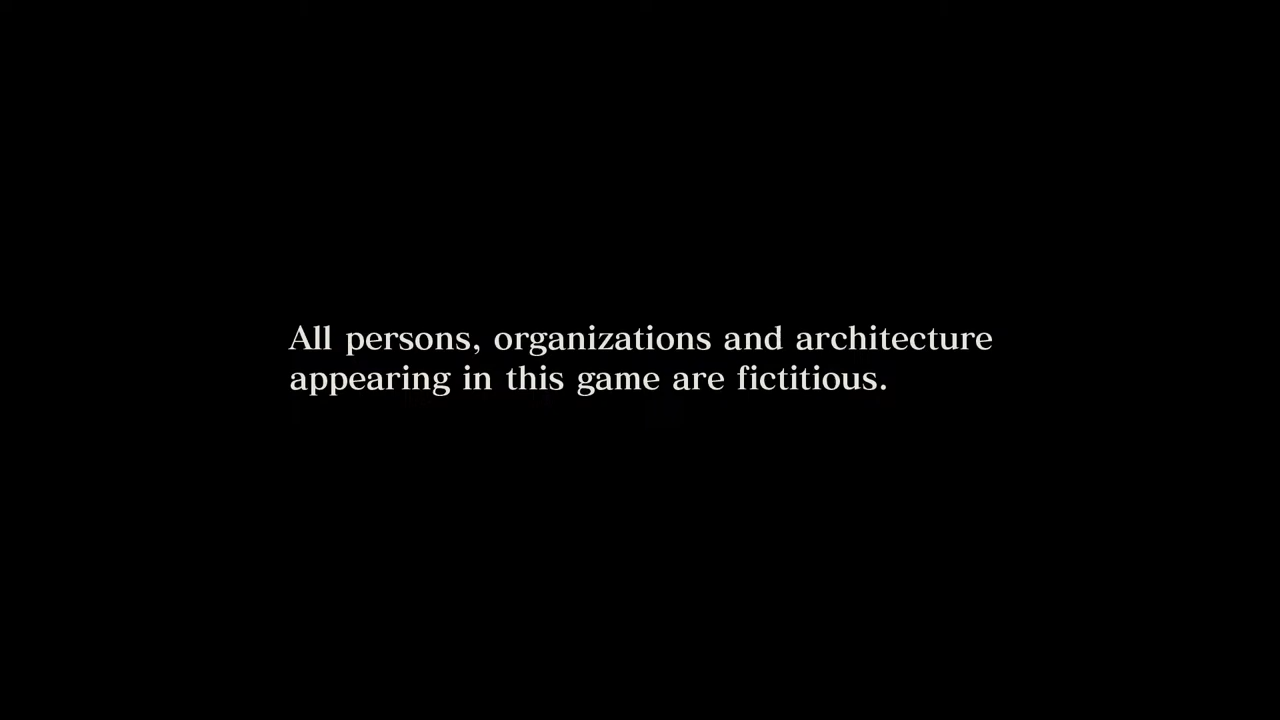 All persons, organizations and architecture
appearing in this game are fictitious.